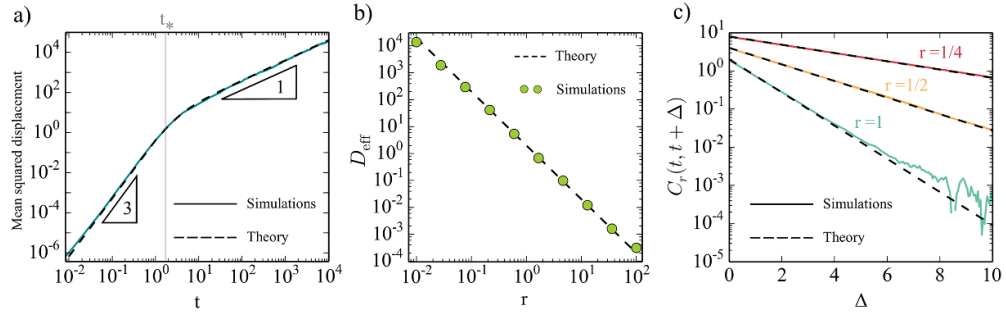 a)
t*
Mean squared displacement
10^4
10^2
10^0
10^-2
10^-4
10^-6
3
1
Simulations
Theory
10^-2 10^-1 10^0 10^1 10^2 10^3 10^4
t
b)
D_eff
10^4
10^3
10^2
10^1
10^0
10^-1
10^-2
10^-3
10^-4
Theory
Simulations
10^-2 10^-1 10^0 10^1 10^2
r
c)
C_r(t, t + Δ)
10^1
10^0
10^-1
10^-2
10^-3
10^-4
10^-5
r =1/4
r =1/2
r =1
Simulations
Theory
0 2 4 6 8 10
Δ